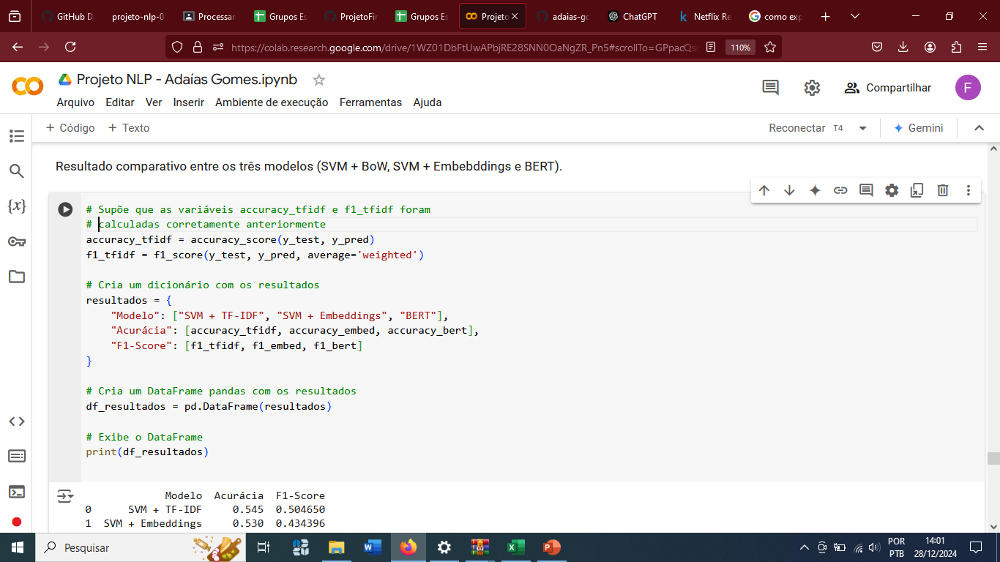 GitHub D
projeto-nlp-0
Processar
Grupos Es
ProjetoFir
Grupos Es
Projeto
adaias-go
ChatGPT
Netflix Re
como exp
https://colab.research.google.com/drive/1WZ01DbFtUwAPbjRE28SNN0OaNgZR_Pn5#scrollTo=GPpacQs
110%
Projeto NLP - Adaías Gomes.ipynb
Arquivo Editar Ver Inserir Ambiente de execução Ferramentas Ajuda
Compartilhar
F
+ Código + Texto
Reconectar T4
Gemini
Resultado comparativo entre os três modelos (SVM + BoW, SVM + Embebddings e BERT).
# Supõe que as variáveis accuracy_tfidf e f1_tfidf foram
# calculadas corretamente anteriormente
accuracy_tfidf = accuracy_score(y_test, y_pred)
f1_tfidf = f1_score(y_test, y_pred, average='weighted')
# Cria um dicionário com os resultados
resultados = {
"Modelo": ["SVM + TF-IDF", "SVM + Embeddings", "BERT"],
"Acurácia": [accuracy_tfidf, accuracy_embed, accuracy_bert],
"F1-Score": [f1_tfidf, f1_embed, f1_bert]
}
# Cria um DataFrame pandas com os resultados
df_resultados = pd.DataFrame(resultados)
# Exibe o DataFrame
print(df_resultados)
Modelo Acurácia F1-Score
0 SVM + TF-IDF 0.545 0.504650
1 SVM + Embeddings 0.530 0.434396
Pesquisar
POR
PTB
14:01
28/12/2024